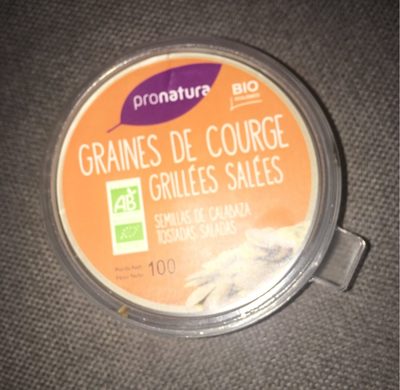 pronatura
BIO
GRAINES DE COURGE
GRILLÉES SALÉES
AB
SEMILLAS DE CALABAZA
TOSTADAS SALADAS
100